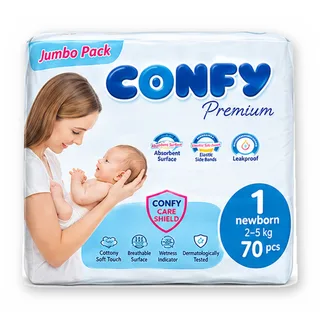 Jumbo Pack
CONFY
Premium
Absorbent
Surface
Elastic
Side Bands
Leakproof
CONFY
CARE
SHIELD
1
newborn
2-5 kg
70 pcs
Cottony
Soft Touch
Breathable
Surface
Wetness
Indicator
Dermatologically
Tested